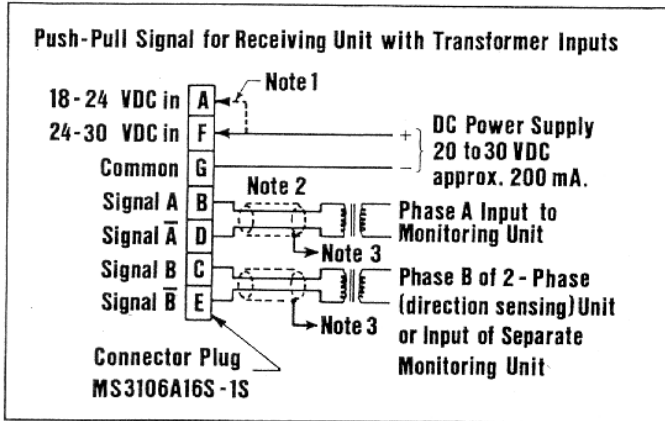 Push-Pull Signal for Receiving Unit with Transformer Inputs
Note 1
18-24 VDC in A
24-30 VDC in F
Common G
+
-
DC Power Supply
20 to 30 VDC
approx. 200 mA.
Signal A B
Signal A̅ D
Signal B C
Signal B̅ E
Note 2
Note 3
Phase A Input to
Monitoring Unit
Note 3
Phase B of 2-Phase
(direction sensing) Unit
or Input of Separate
Monitoring Unit
Connector Plug
MS3106A16S-1S